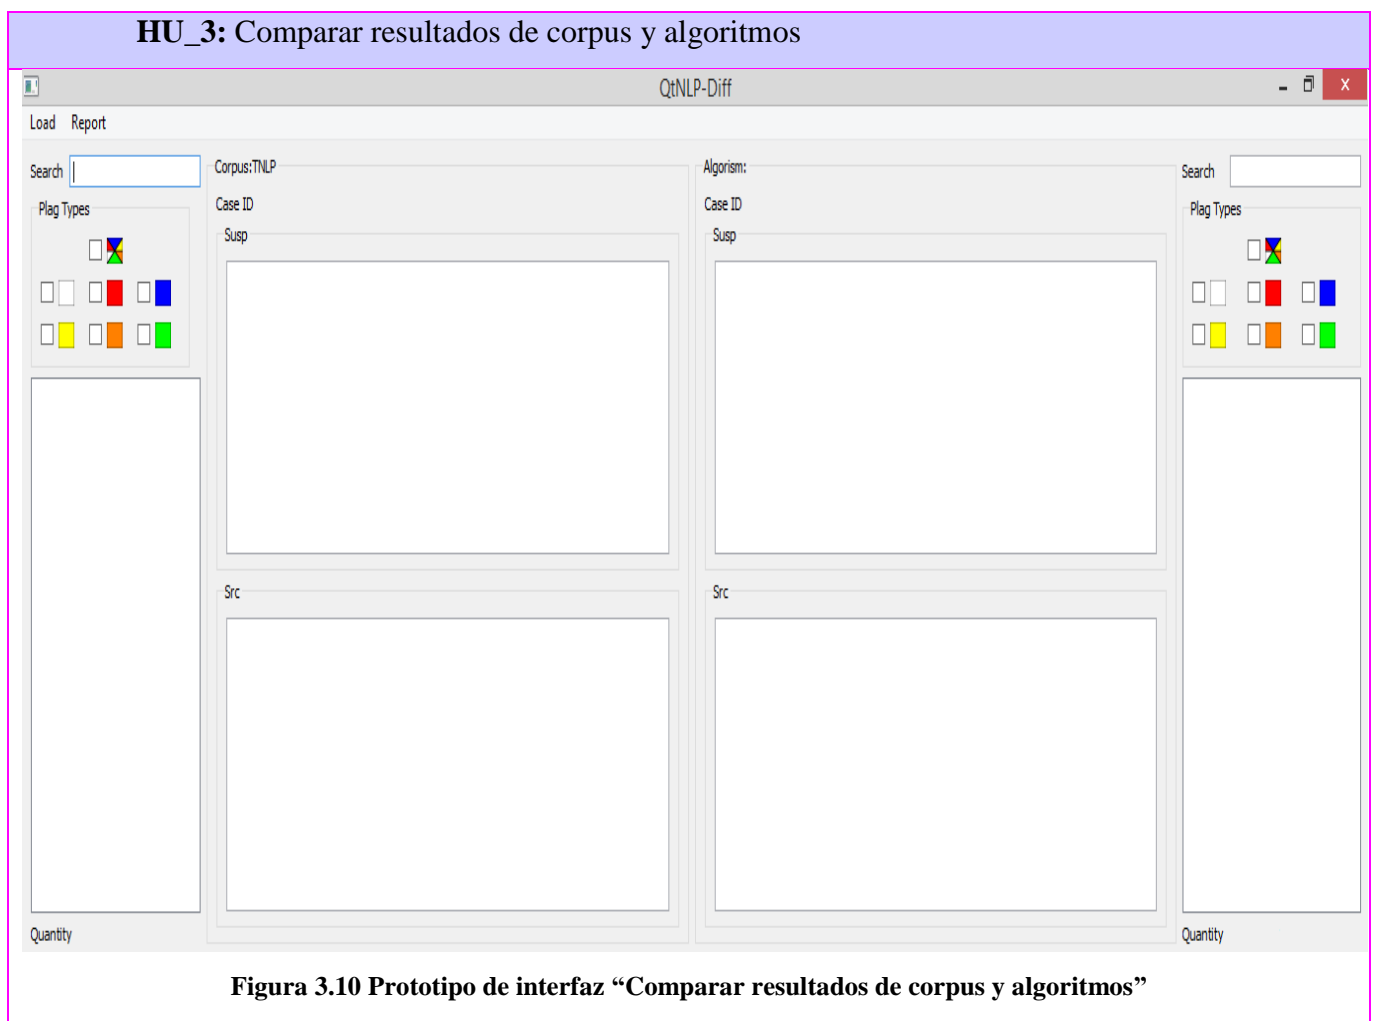 HU_3: Comparar resultados de corpus y algoritmos
QtNLP-Diff
Load Report
Search
Plag Types
Quantity
Corpus:TNLP
Case ID
Susp
Src
Algorism:
Case ID
Susp
Src
Search
Plag Types
Quantity
Figura 3.10 Prototipo de interfaz “Comparar resultados de corpus y algoritmos”